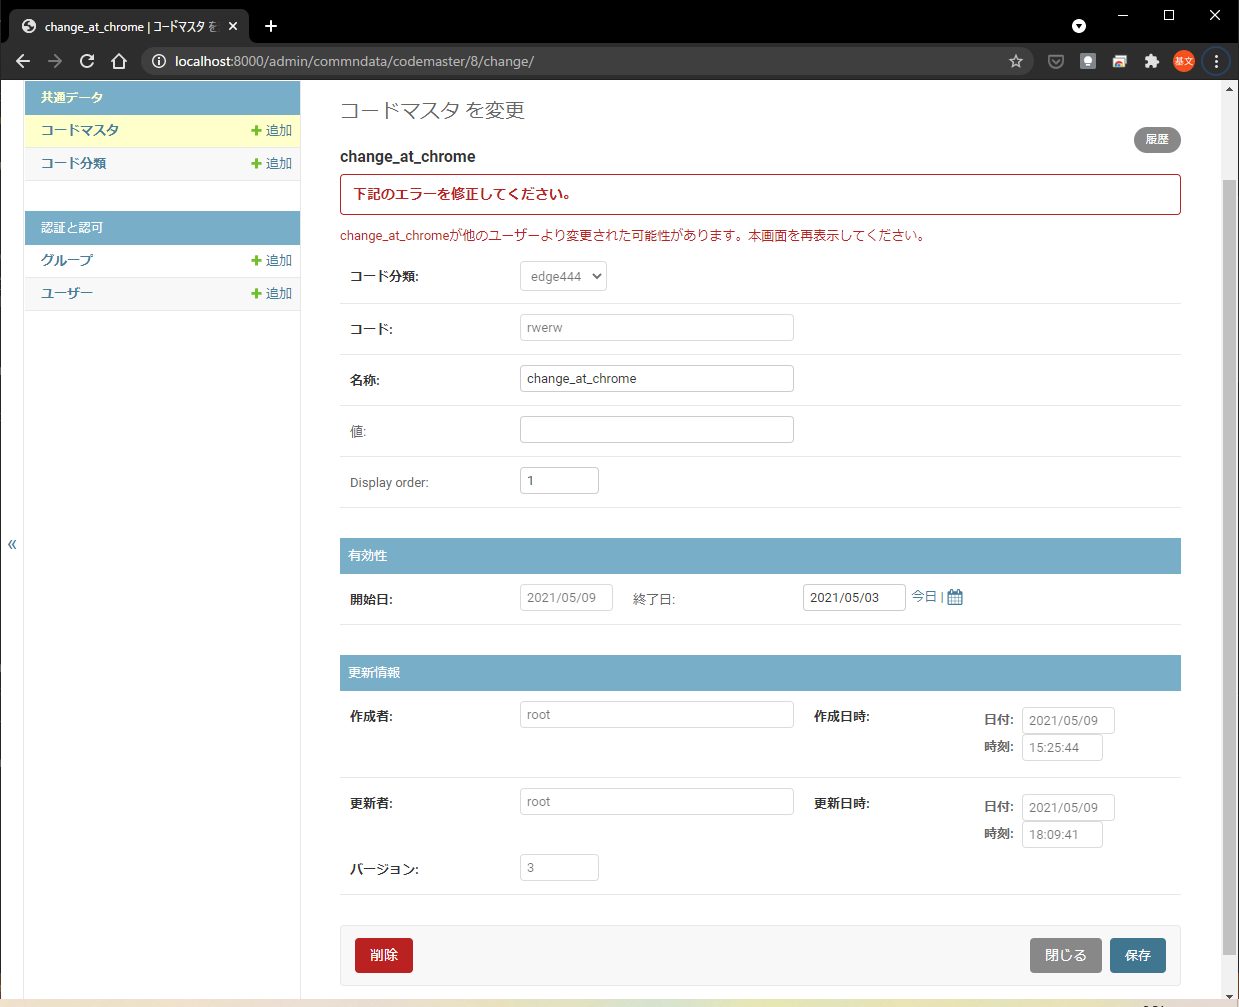 change_at_chrome | コードマスタ を
localhost:8000/admin/commndata/codemaster/8/change/
基文
共通データ
コードマスタ 追加
コード分類 追加
認証と認可
グループ 追加
ユーザー 追加
«
コードマスタ を変更
履歴
change_at_chrome
下記のエラーを修正してください。
change_at_chromeが他のユーザーより変更された可能性があります。本画面を再表示してください。
コード分類: edge444
コード: rwerw
名称: change_at_chrome
値:
Display order: 1
有効性
開始日: 2021/05/09 終了日: 2021/05/03 今日 |
更新情報
作成者: root 作成日時: 日付: 2021/05/09
時刻: 15:25:44
更新者: root 更新日時: 日付: 2021/05/09
時刻: 18:09:41
バージョン: 3
削除 閉じる 保存